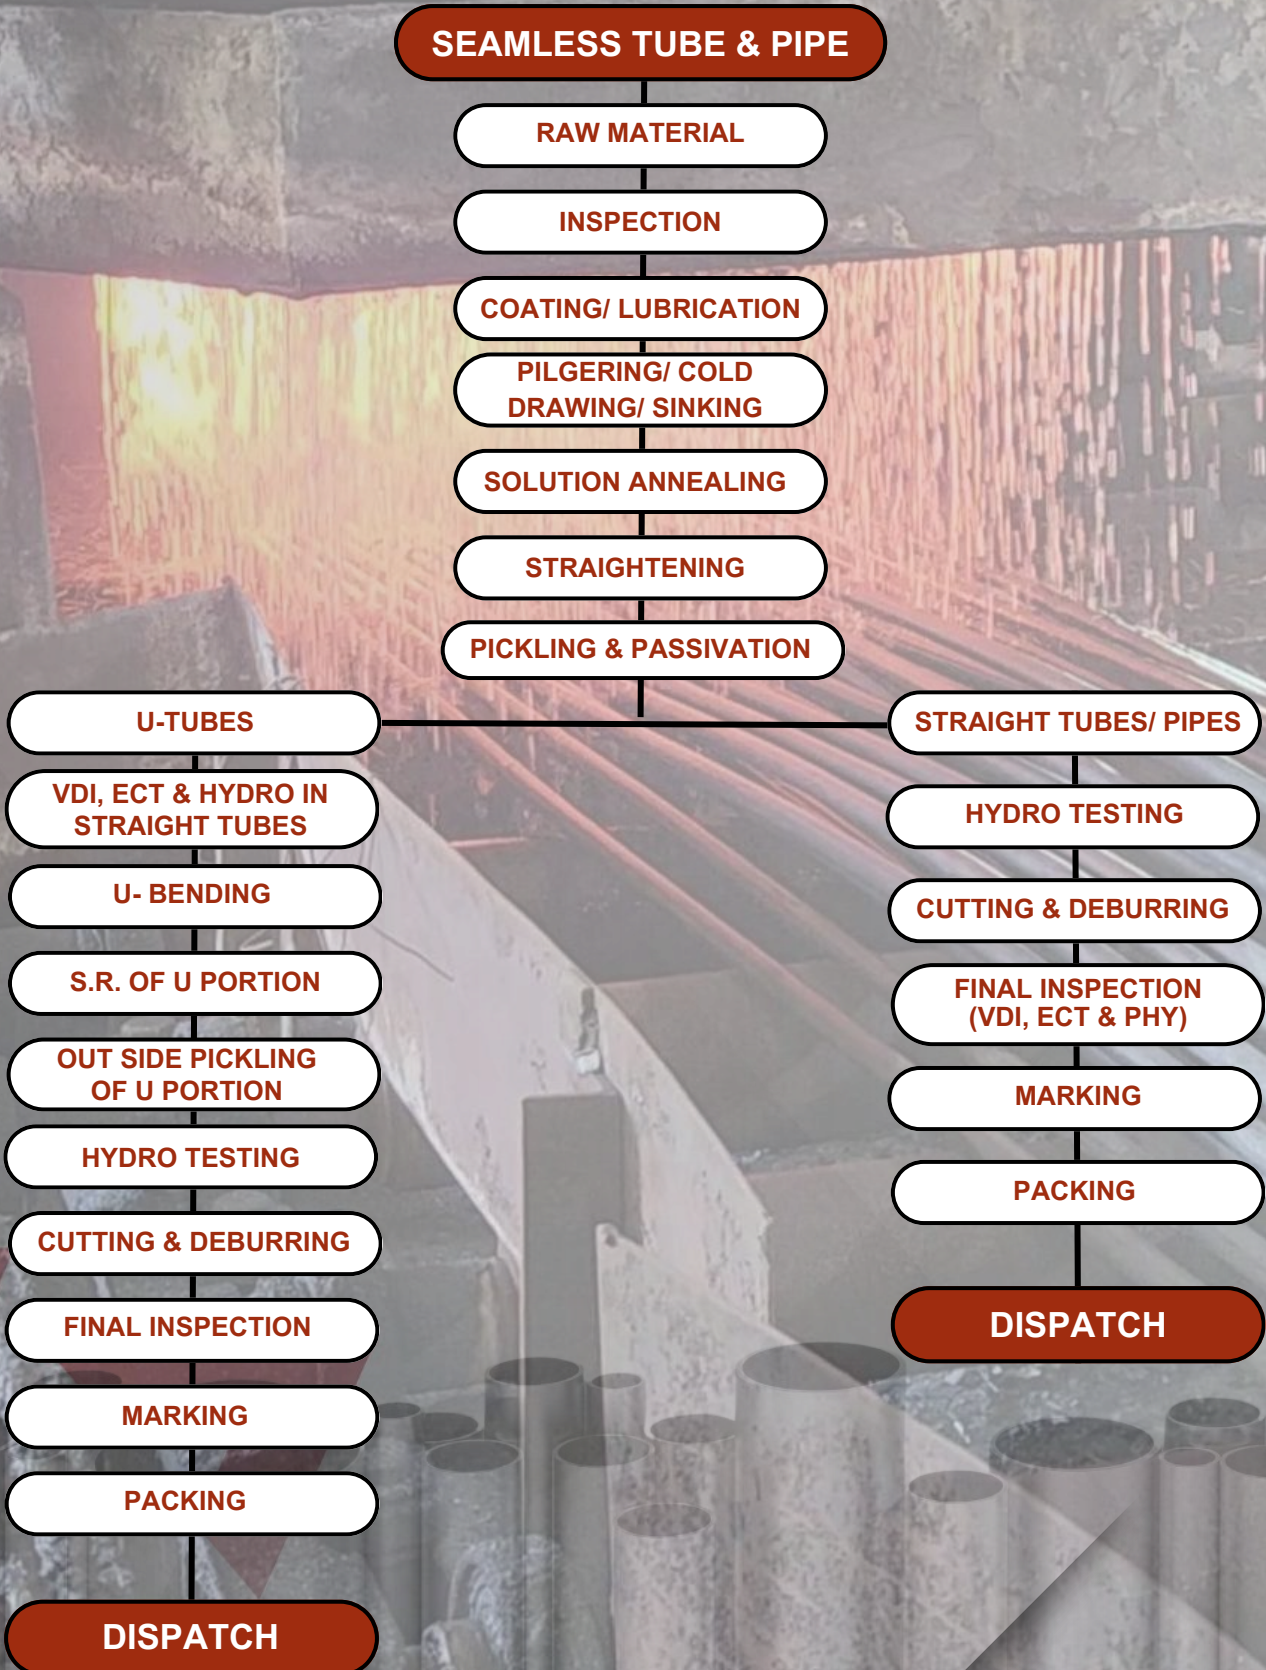 SEAMLESS TUBE & PIPE
RAW MATERIAL
INSPECTION
COATING/ LUBRICATION
PILGERING/ COLD
DRAWING/ SINKING
SOLUTION ANNEALING
STRAIGHTENING
PICKLING & PASSIVATION
U-TUBES
VDI, ECT & HYDRO IN
STRAIGHT TUBES
U- BENDING
S.R. OF U PORTION
OUT SIDE PICKLING
OF U PORTION
HYDRO TESTING
CUTTING & DEBURRING
FINAL INSPECTION
MARKING
PACKING
DISPATCH
STRAIGHT TUBES/ PIPES
HYDRO TESTING
CUTTING & DEBURRING
FINAL INSPECTION
(VDI, ECT & PHY)
MARKING
PACKING
DISPATCH